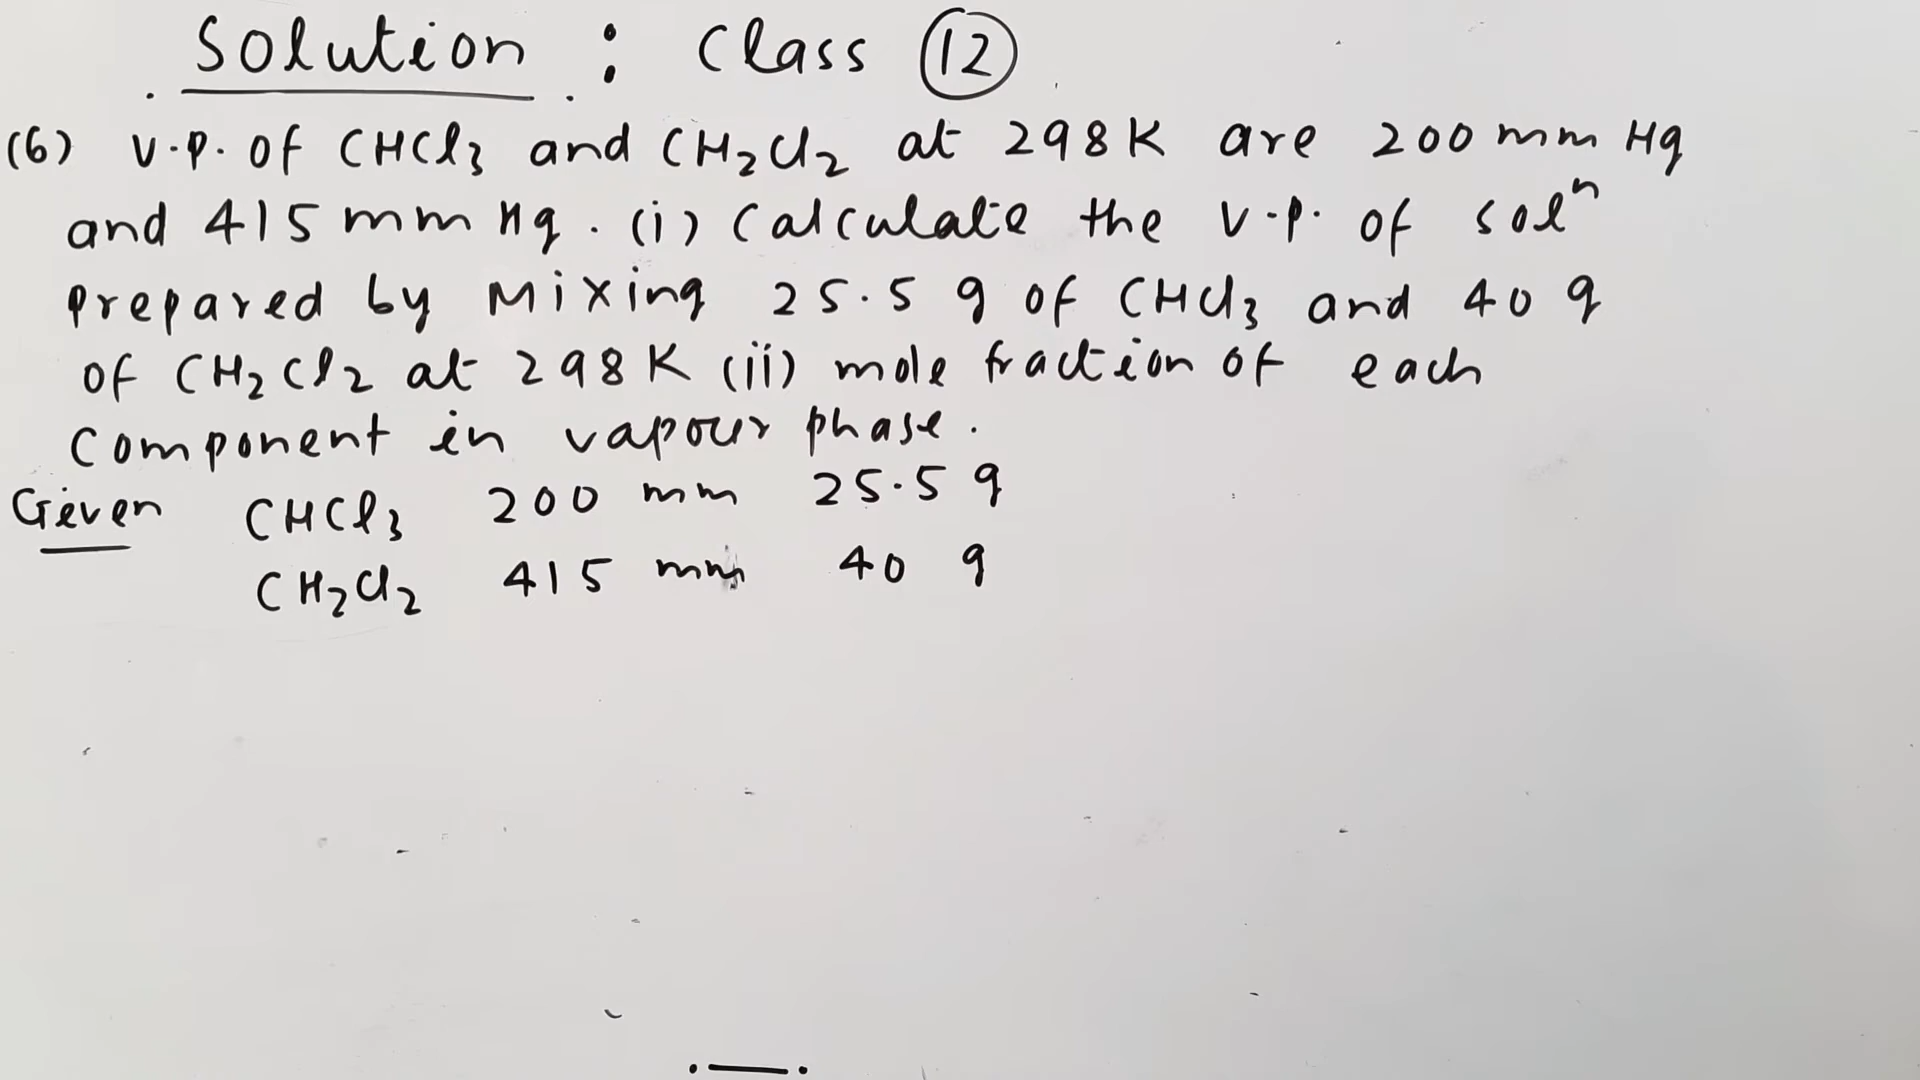 Solution : Class 12
(6) V.P. of CHCl3 and CH2Cl2 at 298K are 200 mm Hg
and 415 mm Hg. (i) Calculate the V.P. of solⁿ
prepared by Mixing 25.5 g of CHCl3 and 40 g
of CH2Cl2 at 298K (ii) mole fraction of each
Component in vapour phase.
Given CHCl3 200 mm 25.5 g
CH2Cl2 415 mm 40 g